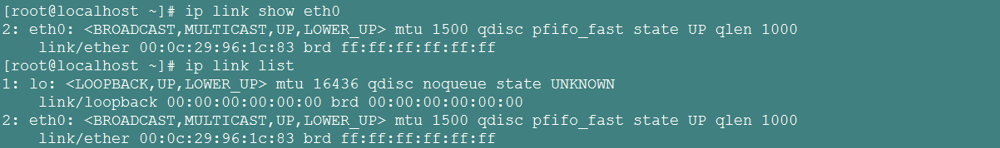 [root@localhost ~]# ip link show eth0
2: eth0: <BROADCAST,MULTICAST,UP,LOWER_UP> mtu 1500 qdisc pfifo_fast state UP qlen 1000
    link/ether 00:0c:29:96:1c:83 brd ff:ff:ff:ff:ff:ff
[root@localhost ~]# ip link list
1: lo: <LOOPBACK,UP,LOWER_UP> mtu 16436 qdisc noqueue state UNKNOWN
    link/loopback 00:00:00:00:00:00 brd 00:00:00:00:00:00
2: eth0: <BROADCAST,MULTICAST,UP,LOWER_UP> mtu 1500 qdisc pfifo_fast state UP qlen 1000
    link/ether 00:0c:29:96:1c:83 brd ff:ff:ff:ff:ff:ff